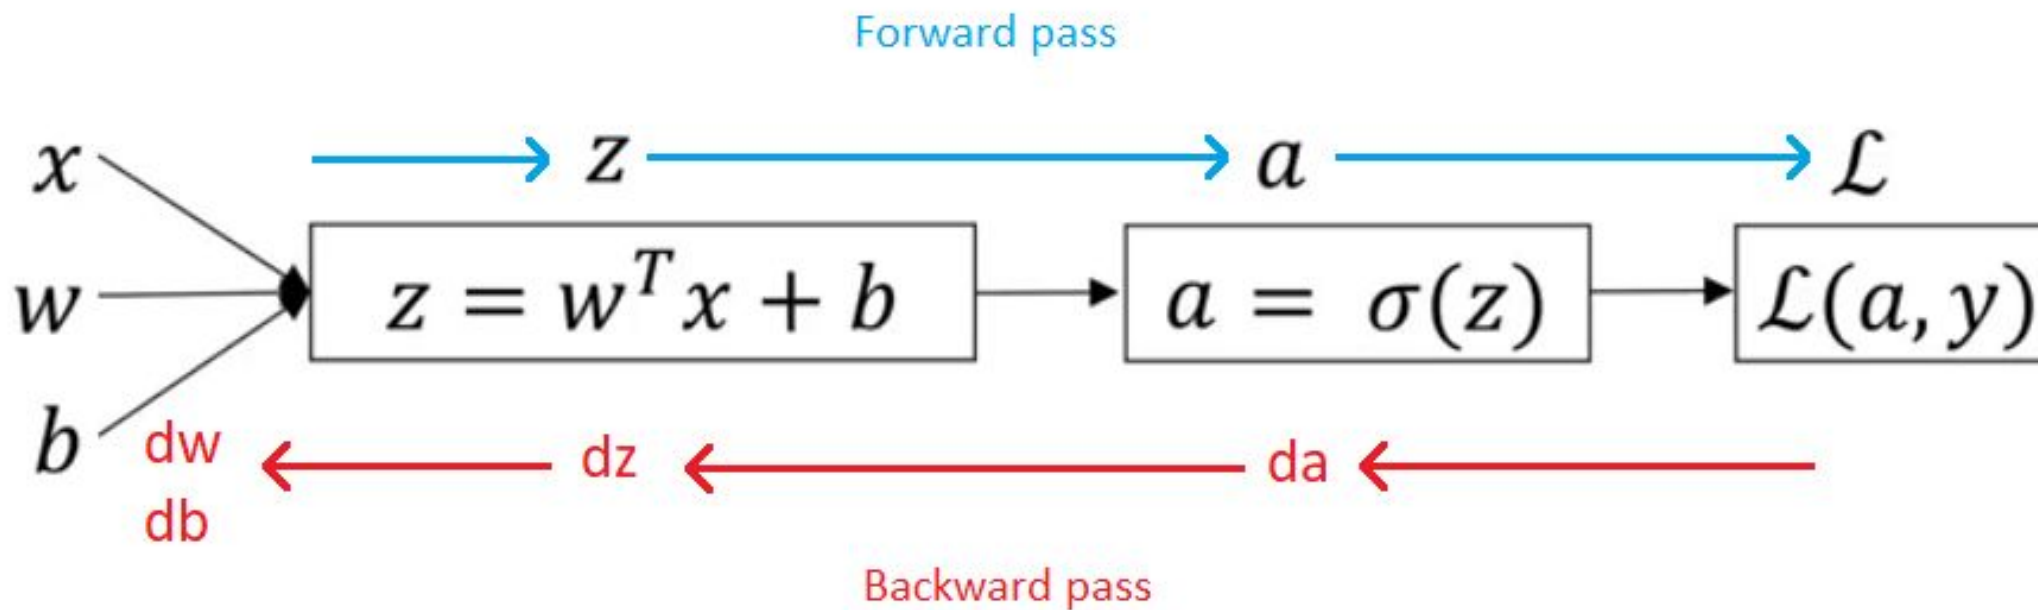 Forward pass
x
z
a
ℒ
w
z = wᵀx + b
a = σ(z)
ℒ(a, y)
b
dw
dz
da
db
Backward pass